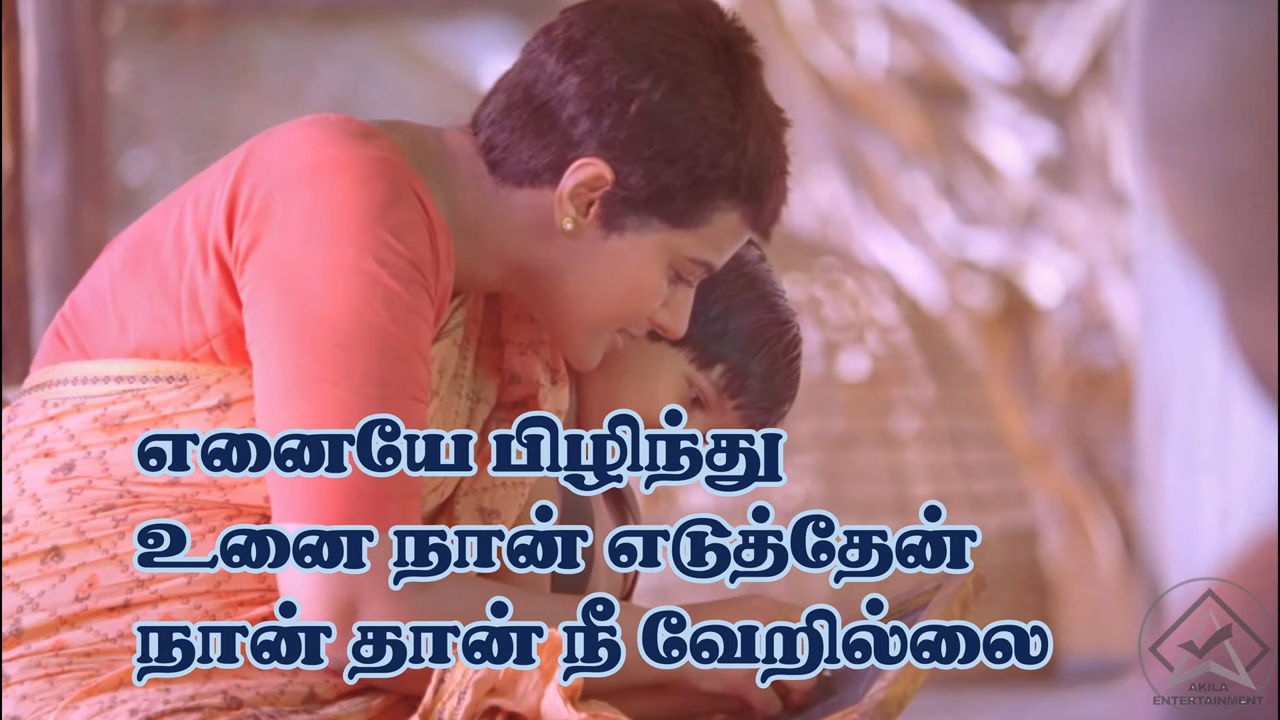 எனையே பிழிந்து
உனை நான் எடுத்தேன்
நான் தான் நீ வேறில்லை
AKILA
ENTERTAINMENT